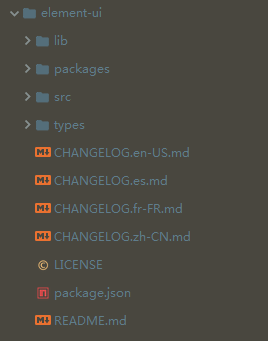 element-ui
lib
packages
src
types
CHANGELOG.en-US.md
CHANGELOG.es.md
CHANGELOG.fr-FR.md
CHANGELOG.zh-CN.md
LICENSE
package.json
README.md